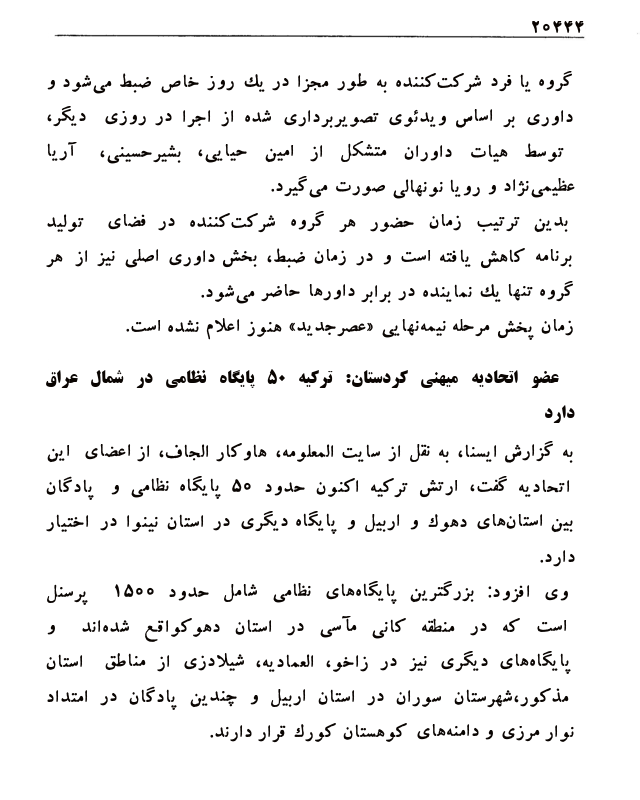 ۲۰۴۴۴
گروه یا فرد شرکت‌کننده به طور مجزا در یك روز خاص ضبط می‌شود و
داوری بر اساس ویدئوی تصویربرداری شده از اجرا در روزی دیگر،
توسط هیات داوران متشکل از امین حیایی، بشیرحسینی، آریا
عظیمی‌نژاد و رویا نونهالی صورت می‌گیرد.
بدین ترتیب زمان حضور هر گروه شرکت‌کننده در فضای تولید
برنامه کاهش یافته است و در زمان ضبط، بخش داوری اصلی نیز از هر
گروه تنها یك نماینده در برابر داورها حاضر می‌شود.
زمان پخش مرحله نیمه‌نهایی «عصرجدید» هنوز اعلام نشده است.
عضو اتحادیه میهنی کردستان: ترکیه ۵۰ پایگاه نظامی در شمال عراق
دارد
به گزارش ایسنا، به نقل از سایت المعلومه، هاوکار الجاف، از اعضای این
اتحادیه گفت، ارتش ترکیه اکنون حدود ۵۰ پایگاه نظامی و پادگان
بین استان‌های دهوك و اربیل و پایگاه دیگری در استان نینوا در اختیار
دارد.
وی افزود: بزرگترین پایگاه‌های نظامی شامل حدود ۱۵۰۰ پرسنل
است که در منطقه کانی مآسی در استان دهوکواقع شده‌اند و
پایگاه‌های دیگری نیز در زاخو، العمادیه، شیلادزی از مناطق استان
مذکور،شهرستان سوران در استان اربیل و چندین پادگان در امتداد
نوار مرزی و دامنه‌های کوهستان کورك قرار دارند.